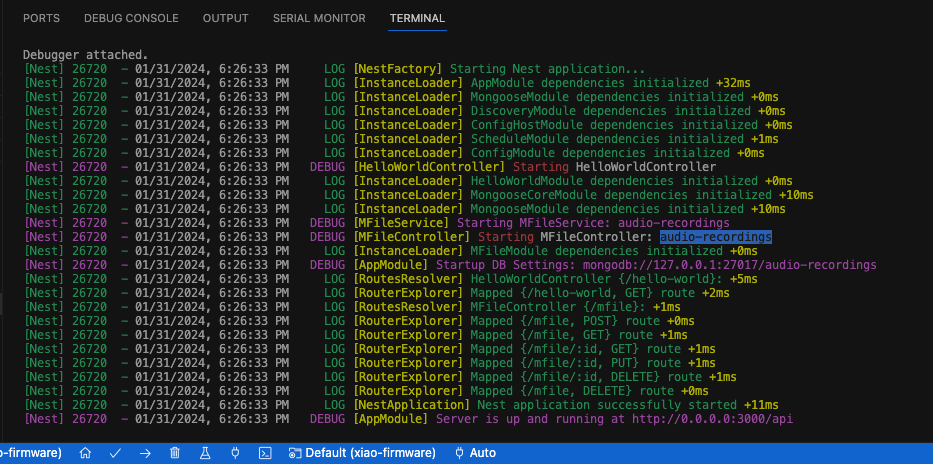 PORTS DEBUG CONSOLE OUTPUT SERIAL MONITOR TERMINAL
Debugger attached.
[Nest] 26720  - 01/31/2024, 6:26:33 PM     LOG [NestFactory] Starting Nest application...
[Nest] 26720  - 01/31/2024, 6:26:33 PM     LOG [InstanceLoader] AppModule dependencies initialized +32ms
[Nest] 26720  - 01/31/2024, 6:26:33 PM     LOG [InstanceLoader] MongooseModule dependencies initialized +0ms
[Nest] 26720  - 01/31/2024, 6:26:33 PM     LOG [InstanceLoader] DiscoveryModule dependencies initialized +0ms
[Nest] 26720  - 01/31/2024, 6:26:33 PM     LOG [InstanceLoader] ConfigHostModule dependencies initialized +0ms
[Nest] 26720  - 01/31/2024, 6:26:33 PM     LOG [InstanceLoader] ScheduleModule dependencies initialized +1ms
[Nest] 26720  - 01/31/2024, 6:26:33 PM     LOG [InstanceLoader] ConfigModule dependencies initialized +0ms
[Nest] 26720  - 01/31/2024, 6:26:33 PM   DEBUG [HelloWorldController] Starting HelloWorldController
[Nest] 26720  - 01/31/2024, 6:26:33 PM     LOG [InstanceLoader] HelloWorldModule dependencies initialized +0ms
[Nest] 26720  - 01/31/2024, 6:26:33 PM     LOG [InstanceLoader] MongooseCoreModule dependencies initialized +10ms
[Nest] 26720  - 01/31/2024, 6:26:33 PM     LOG [InstanceLoader] MongooseModule dependencies initialized +10ms
[Nest] 26720  - 01/31/2024, 6:26:33 PM   DEBUG [MFileService] Starting MFileService: audio-recordings
[Nest] 26720  - 01/31/2024, 6:26:33 PM   DEBUG [MFileController] Starting MFileController: audio-recordings
[Nest] 26720  - 01/31/2024, 6:26:33 PM     LOG [InstanceLoader] MFileModule dependencies initialized +0ms
[Nest] 26720  - 01/31/2024, 6:26:33 PM   DEBUG [AppModule] Startup DB Settings: mongodb://127.0.0.1:27017/audio-recordings
[Nest] 26720  - 01/31/2024, 6:26:33 PM     LOG [RoutesResolver] HelloWorldController {/hello-world}: +5ms
[Nest] 26720  - 01/31/2024, 6:26:33 PM     LOG [RouterExplorer] Mapped {/hello-world, GET} route +2ms
[Nest] 26720  - 01/31/2024, 6:26:33 PM     LOG [RoutesResolver] MFileController {/mfile}: +1ms
[Nest] 26720  - 01/31/2024, 6:26:33 PM     LOG [RouterExplorer] Mapped {/mfile, POST} route +0ms
[Nest] 26720  - 01/31/2024, 6:26:33 PM     LOG [RouterExplorer] Mapped {/mfile, GET} route +1ms
[Nest] 26720  - 01/31/2024, 6:26:33 PM     LOG [RouterExplorer] Mapped {/mfile/:id, GET} route +1ms
[Nest] 26720  - 01/31/2024, 6:26:33 PM     LOG [RouterExplorer] Mapped {/mfile/:id, PUT} route +1ms
[Nest] 26720  - 01/31/2024, 6:26:33 PM     LOG [RouterExplorer] Mapped {/mfile/:id, DELETE} route +1ms
[Nest] 26720  - 01/31/2024, 6:26:33 PM     LOG [RouterExplorer] Mapped {/mfile, DELETE} route +0ms
[Nest] 26720  - 01/31/2024, 6:26:33 PM     LOG [NestApplication] Nest application successfully started +11ms
[Nest] 26720  - 01/31/2024, 6:26:33 PM   DEBUG [AppModule] Server is up and running at http://0.0.0.0:3000/api
o-firmware) Default (xiao-firmware) Auto